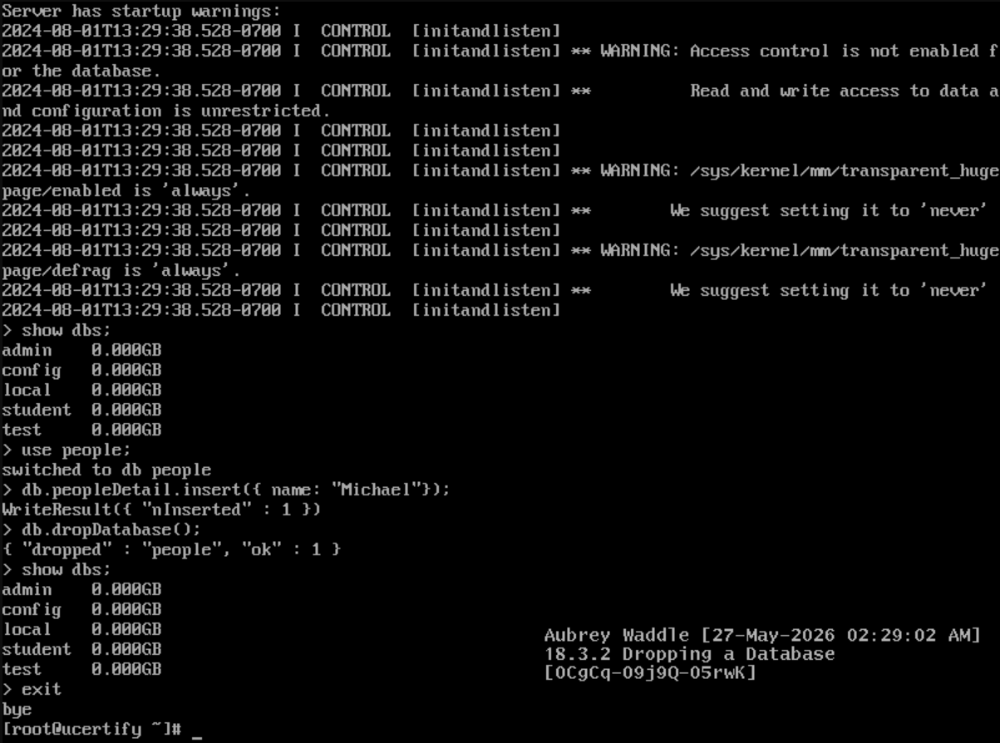 Server has startup warnings:
2024-08-01T13:29:38.528-0700 I  CONTROL  [initandlisten]
2024-08-01T13:29:38.528-0700 I  CONTROL  [initandlisten] ** WARNING: Access control is not enabled f
or the database.
2024-08-01T13:29:38.528-0700 I  CONTROL  [initandlisten] **          Read and write access to data a
nd configuration is unrestricted.
2024-08-01T13:29:38.528-0700 I  CONTROL  [initandlisten]
2024-08-01T13:29:38.528-0700 I  CONTROL  [initandlisten]
2024-08-01T13:29:38.528-0700 I  CONTROL  [initandlisten] ** WARNING: /sys/kernel/mm/transparent_huge
page/enabled is 'always'.
2024-08-01T13:29:38.528-0700 I  CONTROL  [initandlisten] **        We suggest setting it to 'never'
2024-08-01T13:29:38.528-0700 I  CONTROL  [initandlisten]
2024-08-01T13:29:38.528-0700 I  CONTROL  [initandlisten] ** WARNING: /sys/kernel/mm/transparent_huge
page/defrag is 'always'.
2024-08-01T13:29:38.528-0700 I  CONTROL  [initandlisten] **        We suggest setting it to 'never'
2024-08-01T13:29:38.528-0700 I  CONTROL  [initandlisten]
> show dbs;
admin    0.000GB
config   0.000GB
local    0.000GB
student  0.000GB
test     0.000GB
> use people;
switched to db people
> db.peopleDetail.insert({ name: "Michael"});
WriteResult({ "nInserted" : 1 })
> db.dropDatabase();
{ "dropped" : "people", "ok" : 1 }
> show dbs;
admin    0.000GB
config   0.000GB
local    0.000GB
student  0.000GB
test     0.000GB
> exit
bye
[root@ucertify ~]# _
Aubrey Waddle [27-May-2026 02:29:02 AM]
18.3.2 Dropping a Database
[OCgCq-O9j9Q-O5rwK]